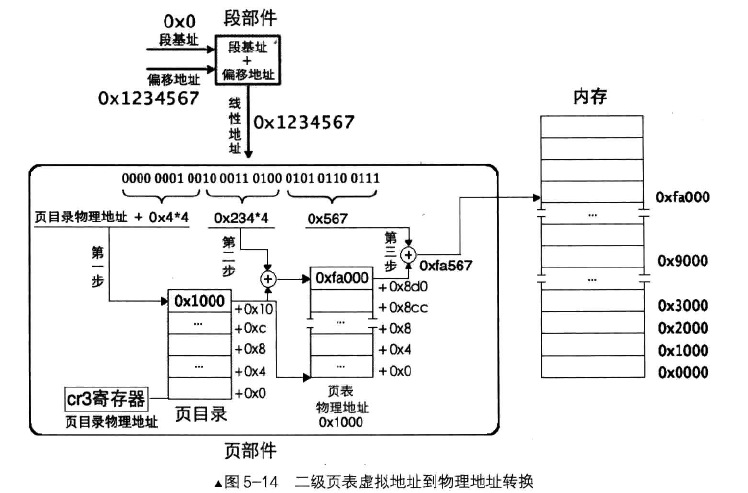 0x0
段基址
偏移地址
0x1234567
段部件
段基址
+
偏移地址
线性地址
0x1234567
0000 0001 0010 0011 0100 0101 0110 0111
页目录物理地址 + 0x4*4
0x234*4
0x567
第一步
第二步
第三步
+
+
0xfa567
0x1000
...
...
+0x10
+0xc
+0x8
+0x4
+0x0
页目录
cr3寄存器
页目录物理地址
0xfa000
...
+0x8d0
+0x8cc
+0x8
+0x4
+0x0
页表
物理地址
0x1000
页部件
内存
...
...
0xfa000
0x9000
0x3000
0x2000
0x1000
0x0000
▲图5-14 二级页表虚拟地址到物理地址转换